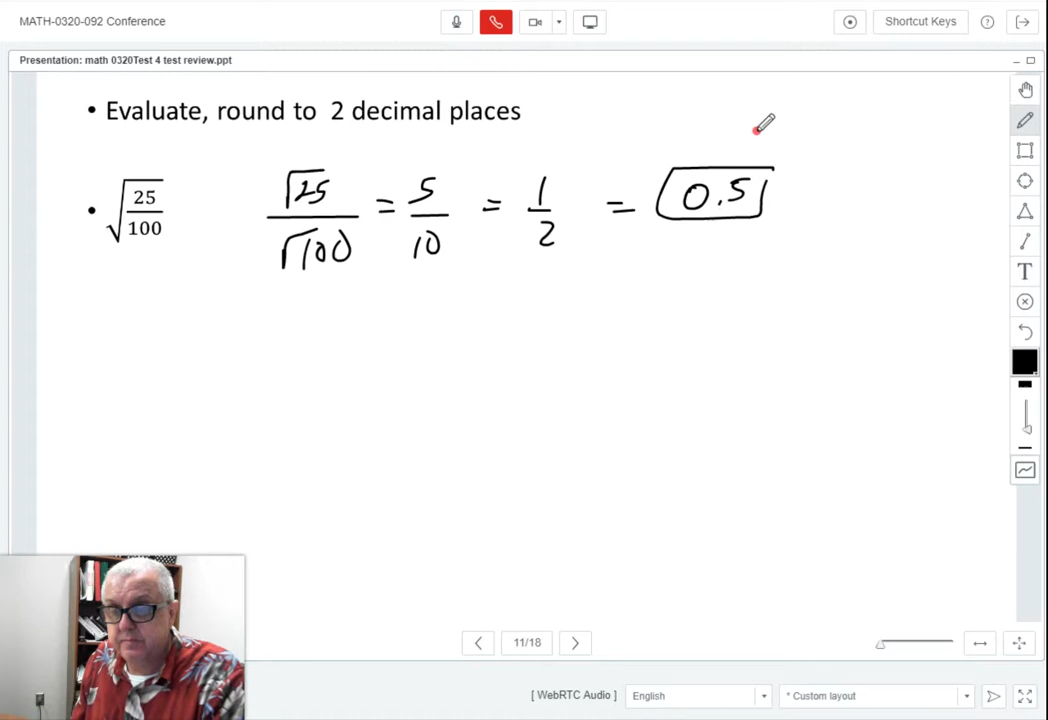 MATH-0320-092 Conference
Shortcut Keys
Presentation: math 0320Test 4 test review.ppt
• Evaluate, round to 2 decimal places
• √(25/100) √25/√100 = 5/10 = 1/2 = 0.5
T
11/18
[ WebRTC Audio ] English * Custom layout